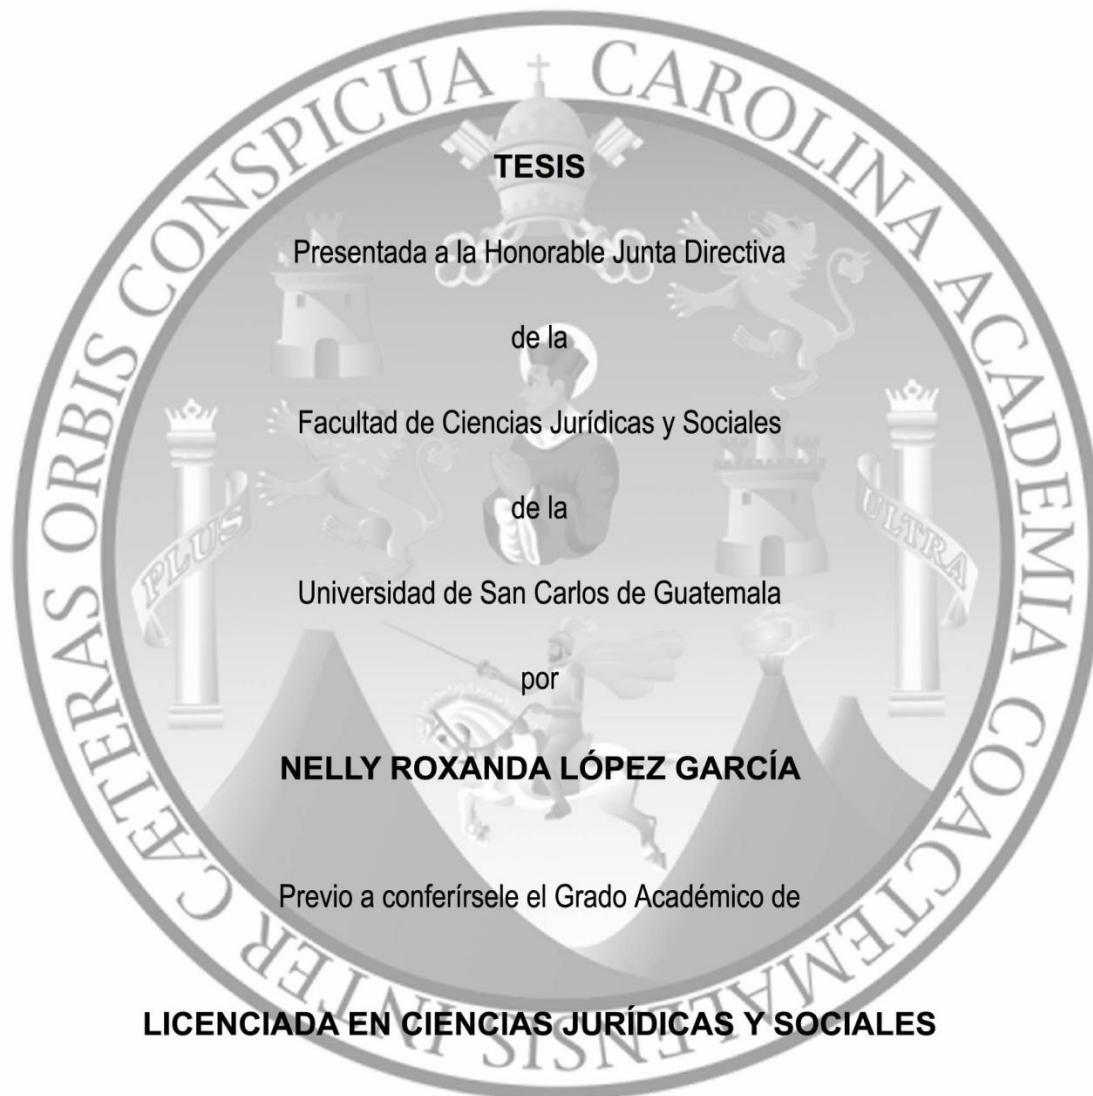 TESIS
Presentada a la Honorable Junta Directiva
de la
Facultad de Ciencias Jurídicas y Sociales
de la
Universidad de San Carlos de Guatemala
por
NELLY ROXANDA LÓPEZ GARCÍA
Previo a conferírsele el Grado Académico de
LICENCIADA EN CIENCIAS JURÍDICAS Y SOCIALES
CAROLINA ACADEMIA COACTEMALENSIS INTER CÆTERAS ORBIS CONSPICUA
PLUS
ULTRA